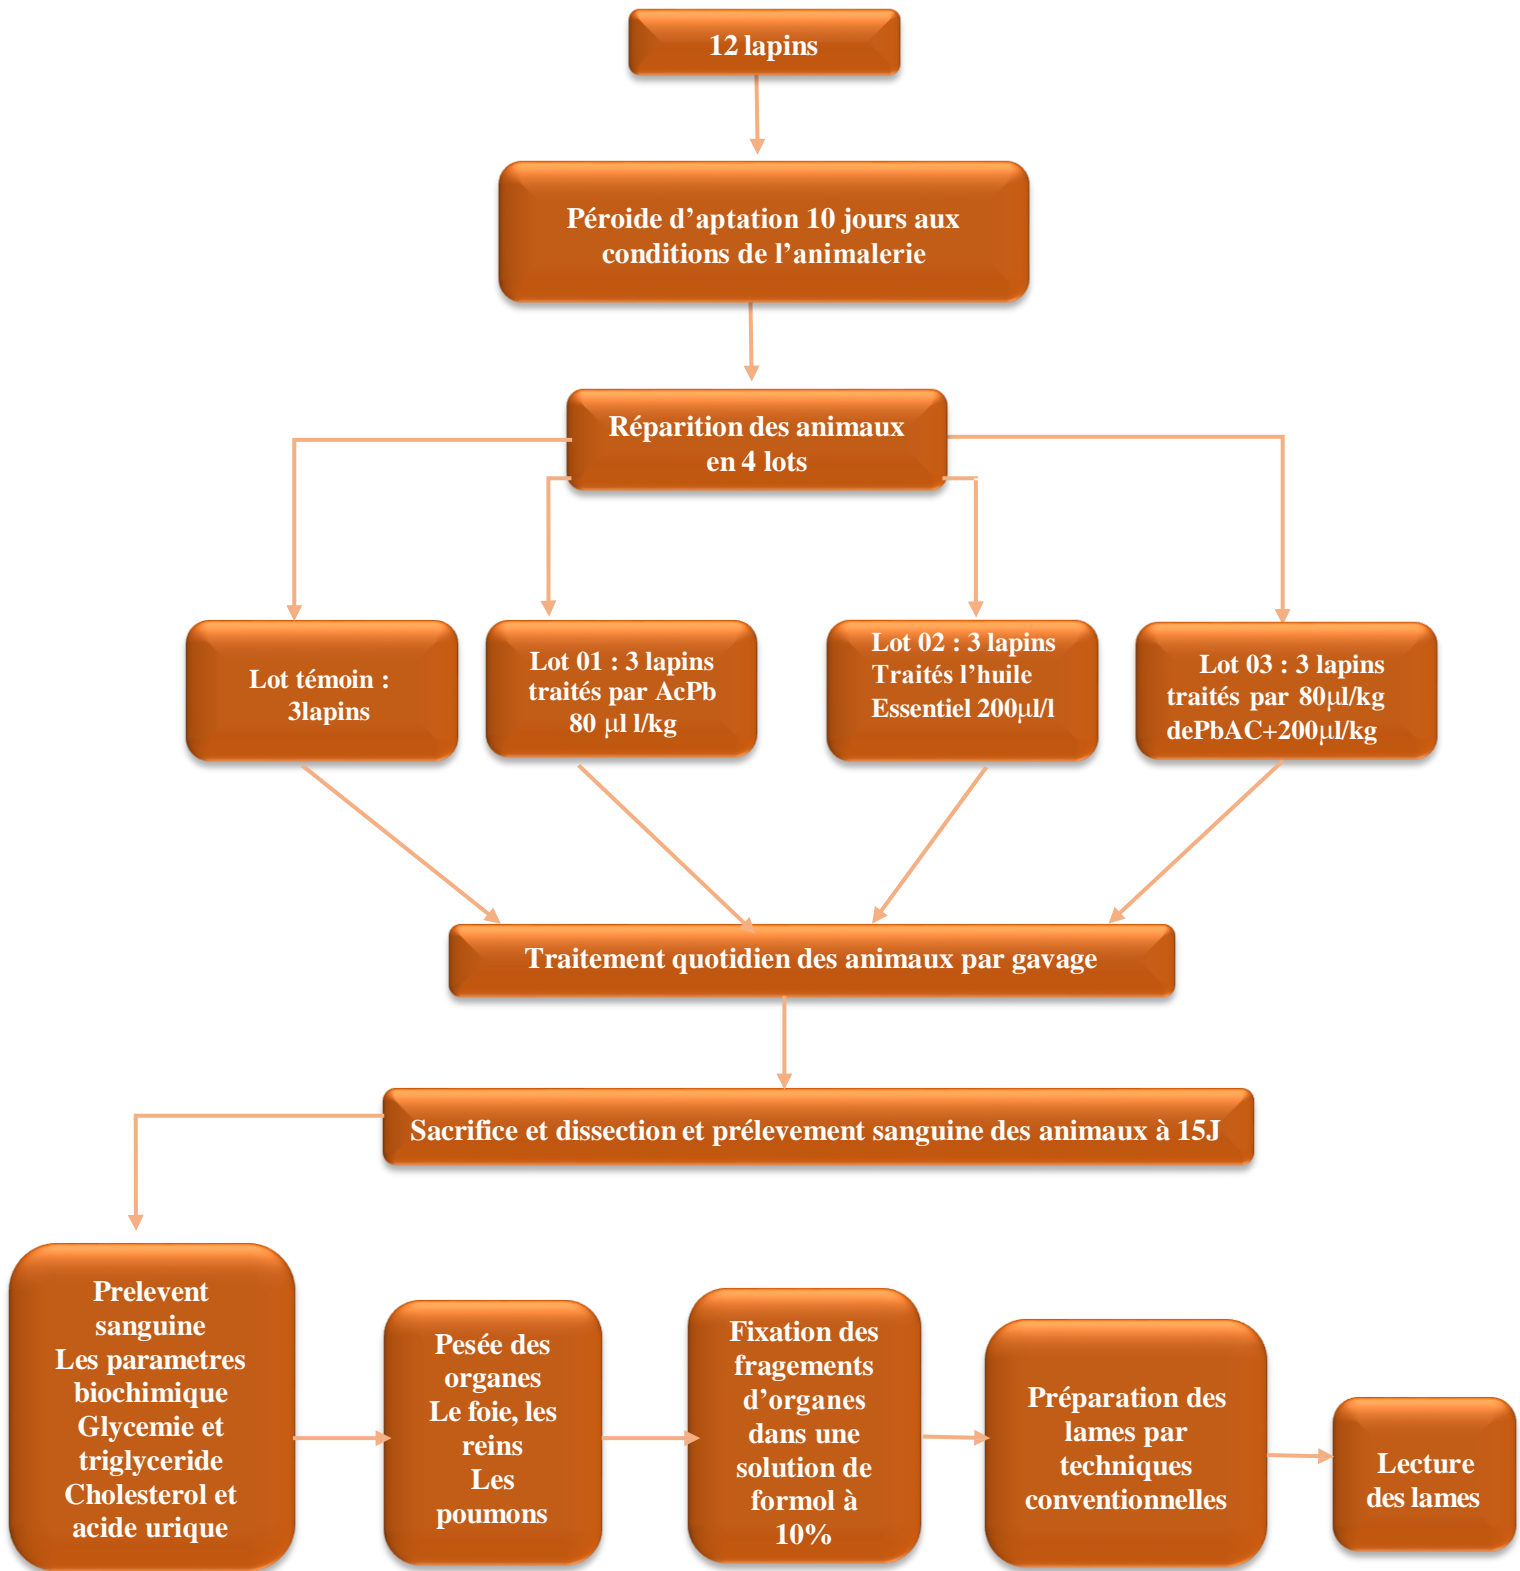 12 lapins
Péroide d’aptation 10 jours aux
conditions de l’animalerie
Réparition des animaux
en 4 lots
Lot témoin :
3lapins
Lot 01 : 3 lapins
traités par AcPb
80 µl l/kg
Lot 02 : 3 lapins
Traités l’huile
Essentiel 200µl/l
Lot 03 : 3 lapins
traités par 80µl/kg
dePbAC+200µl/kg
Traitement quotidien des animaux par gavage
Sacrifice et dissection et prélevement sanguine des animaux à 15J
Prelevent
sanguine
Les parametres
biochimique
Glycemie et
triglyceride
Cholesterol et
acide urique
Pesée des
organes
Le foie, les
reins
Les
poumons
Fixation des
fragements
d’organes
dans une
solution de
formol à
10%
Préparation des
lames par
techniques
conventionnelles
Lecture
des lames